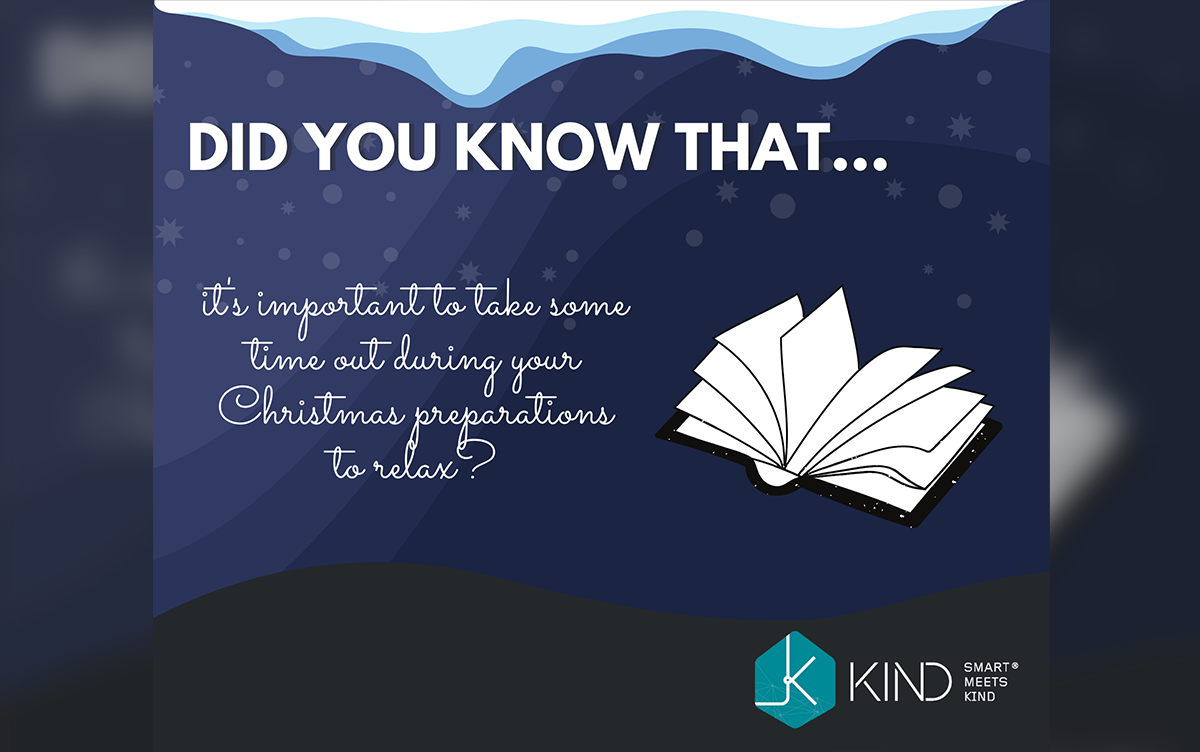 DID YOU KNOW THAT...
it's important to take some
time out during your
Christmas preparations
to relax?
KIND
SMART®
MEETS
KIND